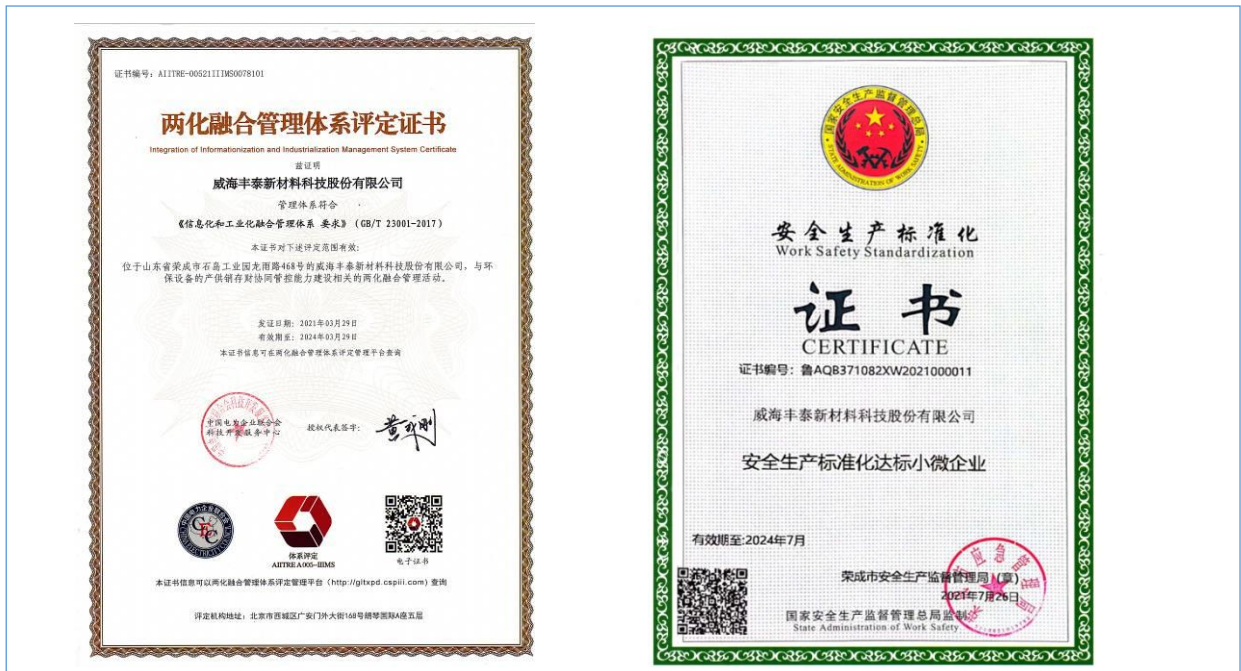 证书编号：AIITRE-00521IIIMS0078101
两化融合管理体系评定证书
Integration of Informationization and Industrialization Management System Certificate
兹证明
威海丰泰新材料科技股份有限公司
管理体系符合
《信息化和工业化融合管理体系 要求》（GB/T 23001-2017）
本证书对下述评定范围有效：
位于山东省荣成市石岛工业园龙雨路468号的威海丰泰新材料科技股份有限公司，与环
保设备的产供销存财协同管控能力建设相关的两化融合管理活动。
发证日期：2021年03月29日
有效期至：2024年03月29日
本证书信息可在两化融合管理体系评定管理平台查询
中国电力企业联合会
科技开发服务中心
授权代表签字：
体系评定
AIITRE A005-IIIMS
电子证书
本证书信息可以两化融合管理体系评定管理平台（http://gltxpd.cspiii.com）查询
评定机构地址：北京市西城区广安门外大街168号朗琴国际A座五层
国家安全生产监督管理总局
STATE ADMINISTRATION OF WORK SAFETY
安全生产标准化
Work Safety Standardization
证书
CERTIFICATE
证书编号：鲁AQB371082XW2021000011
威海丰泰新材料科技股份有限公司
安全生产标准化达标小微企业
有效期至:2024年7月
荣成市安全生产监督管理局（章）
2021年7月26日
国家安全生产监督管理总局监制
State Administration of Work Safety